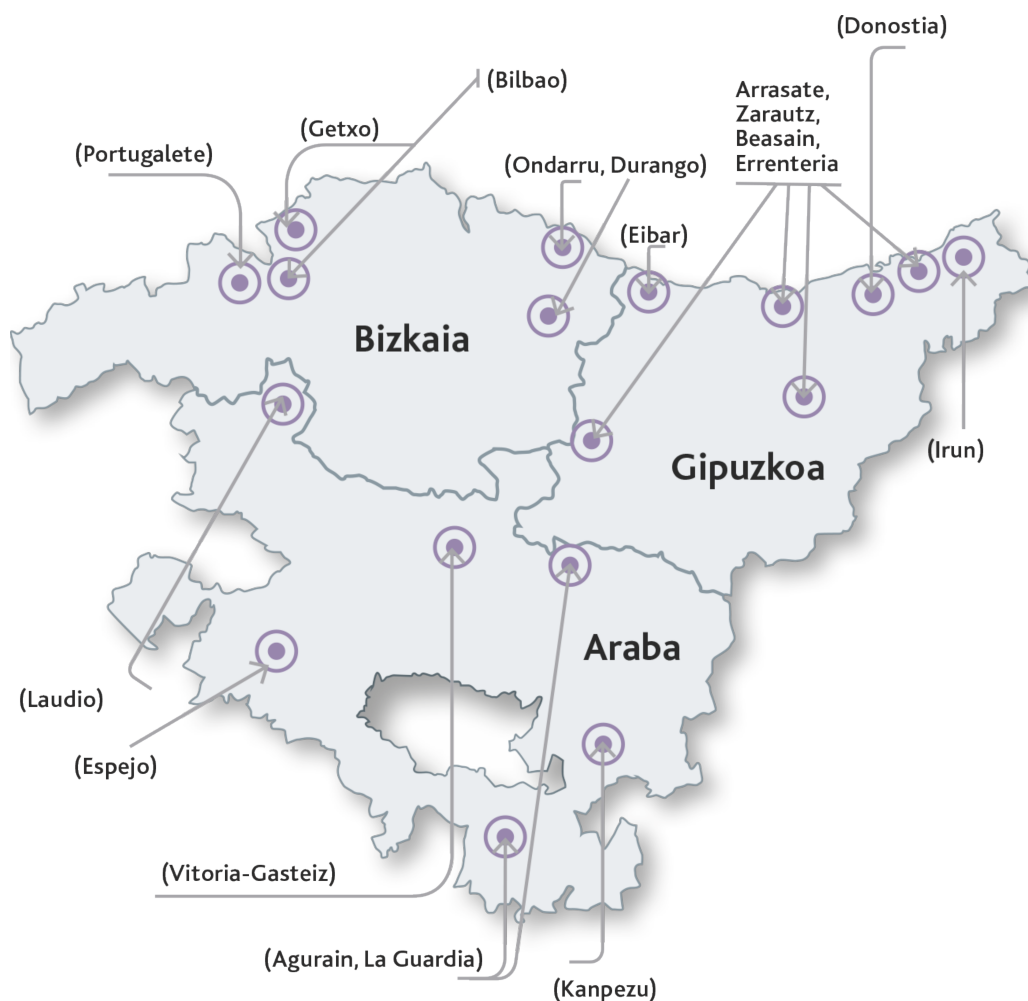 (Donostia)
(Bilbao)
Arrasate,
Zarautz,
Beasain,
Errenteria
(Getxo)
(Portugalete)
(Ondarru, Durango)
(Eibar)
Bizkaia
(Irun)
Gipuzkoa
Araba
(Laudio)
(Espejo)
(Vitoria-Gasteiz)
(Agurain, La Guardia)
(Kanpezu)